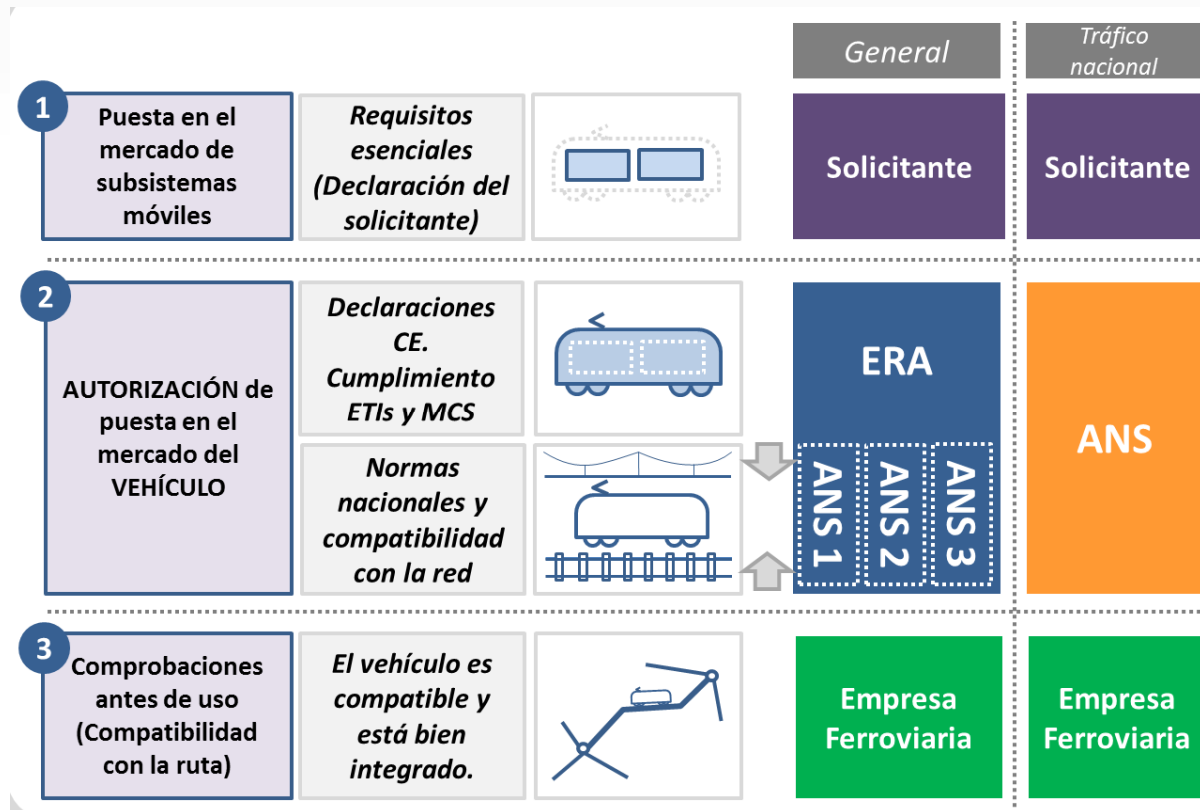 General
Tráfico
nacional
1
Puesta en el
mercado de
subsistemas
móviles
Requisitos
esenciales
(Declaración del
solicitante)
Solicitante
Solicitante
2
AUTORIZACIÓN de
puesta en el
mercado del
VEHÍCULO
Declaraciones
CE.
Cumplimiento
ETIs y MCS
Normas
nacionales y
compatibilidad
con la red
ERA
ANS 1
ANS 2
ANS 3
ANS
3
Comprobaciones
antes de uso
(Compatibilidad
con la ruta)
El vehículo es
compatible y
está bien
integrado.
Empresa
Ferroviaria
Empresa
Ferroviaria